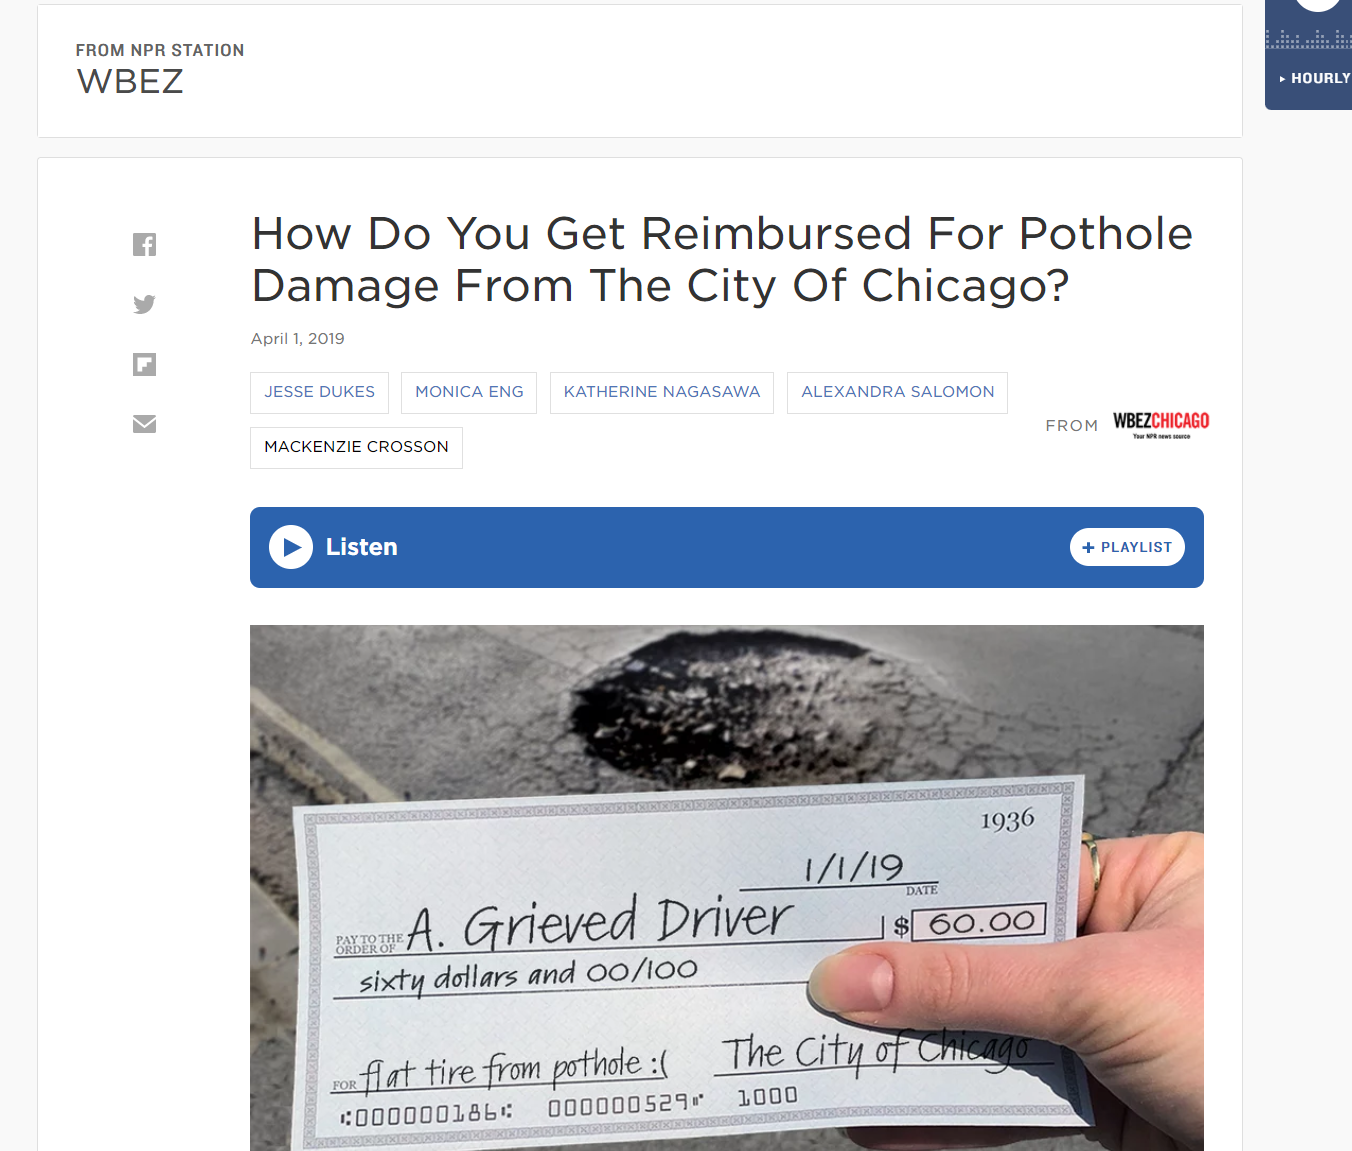 HOURLY
FROM NPR STATION
WBEZ
How Do You Get Reimbursed For Pothole
Damage From The City Of Chicago?
April 1, 2019
JESSE DUKES
MONICA ENG
KATHERINE NAGASAWA
ALEXANDRA SALOMON
MACKENZIE CROSSON
FROM
WBEZCHICAGO
Your NPR news source
Listen
+ PLAYLIST
1936
1/1/19
DATE
PAY TO THE
ORDER OF
A. Grieved Driver
$ 60.00
sixty dollars and 00/100
FOR flat tire from pothole :(
The City of Chicago
⑆000000186⑆ 000000529⑈ 1000